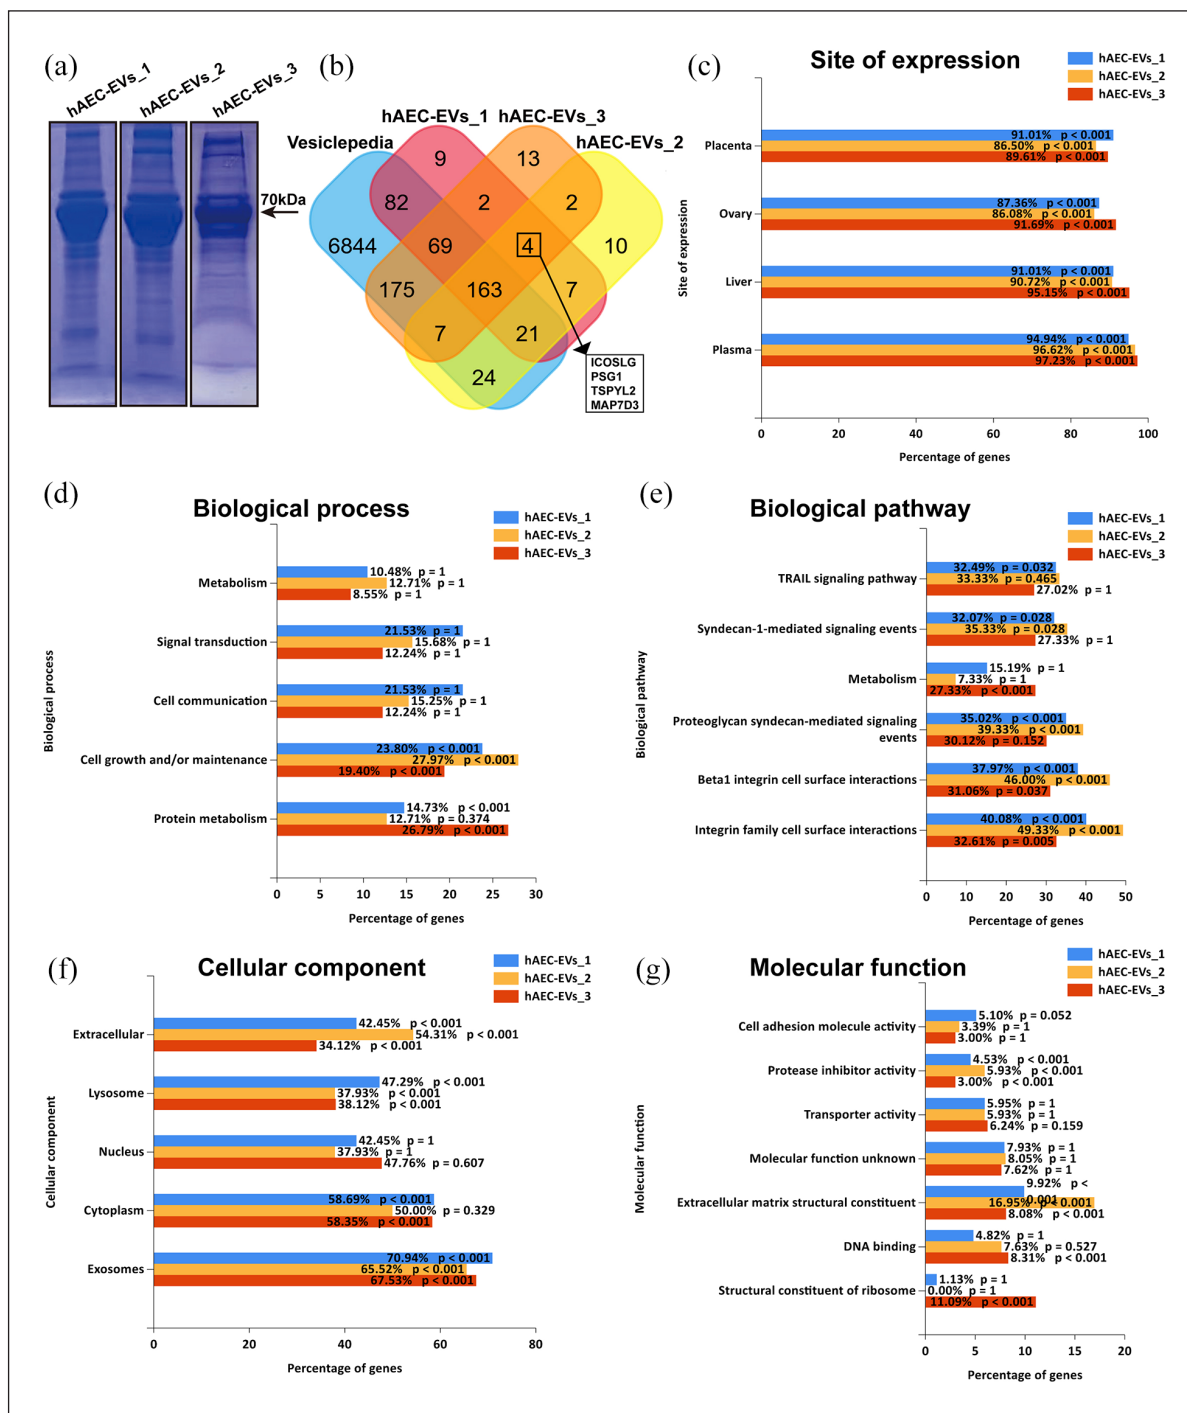 (a)
hAEC-EVs_1
hAEC-EVs_2
hAEC-EVs_3
70kDa
(b)
Vesiclepedia
hAEC-EVs_1
hAEC-EVs_3
hAEC-EVs_2
9
13
82
2
2
6844
69
4
10
175
163
7
7
21
24
ICOSLG
PSG1
TSPYL2
MAP7D3
(c)
Site of expression
hAEC-EVs_1
hAEC-EVs_2
hAEC-EVs_3
Site of expression
Placenta
91.01% p < 0.001
86.50% p < 0.001
89.61% p < 0.001
Ovary
87.36% p < 0.001
86.08% p < 0.001
91.69% p < 0.001
Liver
91.01% p < 0.001
90.72% p < 0.001
95.15% p < 0.001
Plasma
94.94% p < 0.001
96.62% p < 0.001
97.23% p < 0.001
0 20 40 60 80 100
Percentage of genes
(d)
Biological process
hAEC-EVs_1
hAEC-EVs_2
hAEC-EVs_3
Biological process
Metabolism
10.48% p = 1
12.71% p = 1
8.55% p = 1
Signal transduction
21.53% p = 1
15.68% p = 1
12.24% p = 1
Cell communication
21.53% p = 1
15.25% p = 1
12.24% p = 1
Cell growth and/or maintenance
23.80% p < 0.001
27.97% p < 0.001
19.40% p < 0.001
Protein metabolism
14.73% p < 0.001
12.71% p = 0.374
26.79% p < 0.001
0 5 10 15 20 25 30
Percentage of genes
(e)
Biological pathway
hAEC-EVs_1
hAEC-EVs_2
hAEC-EVs_3
Biological pathway
TRAIL signaling pathway
32.49% p = 0.032
33.33% p = 0.465
27.02% p = 1
Syndecan-1-mediated signaling events
32.07% p = 0.028
35.33% p = 0.028
27.33% p = 1
Metabolism
15.19% p = 1
7.33% p = 1
27.33% p < 0.001
Proteoglycan syndecan-mediated signaling
events
35.02% p < 0.001
39.33% p < 0.001
30.12% p = 0.152
Beta1 integrin cell surface interactions
37.97% p < 0.001
46.00% p < 0.001
31.06% p = 0.037
Integrin family cell surface interactions
40.08% p < 0.001
49.33% p < 0.001
32.61% p = 0.005
0 10 20 30 40 50
Percentage of genes
(f)
Cellular component
hAEC-EVs_1
hAEC-EVs_2
hAEC-EVs_3
Cellular component
Extracellular
42.45% p < 0.001
54.31% p < 0.001
34.12% p < 0.001
Lysosome
47.29% p < 0.001
37.93% p < 0.001
38.12% p < 0.001
Nucleus
42.45% p = 1
37.93% p = 1
47.76% p = 0.607
Cytoplasm
58.69% p < 0.001
50.00% p = 0.329
58.35% p < 0.001
Exosomes
70.94% p < 0.001
65.52% p < 0.001
67.53% p < 0.001
0 20 40 60 80
Percentage of genes
(g)
Molecular function
hAEC-EVs_1
hAEC-EVs_2
hAEC-EVs_3
Molecular function
Cell adhesion molecule activity
5.10% p = 0.052
3.39% p = 1
3.00% p = 1
Protease inhibitor activity
4.53% p < 0.001
5.93% p < 0.001
3.00% p < 0.001
Transporter activity
5.95% p = 1
5.93% p = 1
6.24% p = 0.159
Molecular function unknown
7.93% p = 1
8.05% p = 1
7.62% p = 1
Extracellular matrix structural constituent
9.92% p <
0.001
16.95% p < 0.001
8.08% p < 0.001
DNA binding
4.82% p = 1
7.63% p = 0.527
8.31% p < 0.001
Structural constituent of ribosome
1.13% p = 1
0.00% p = 1
11.09% p < 0.001
0 5 10 15 20
Percentage of genes